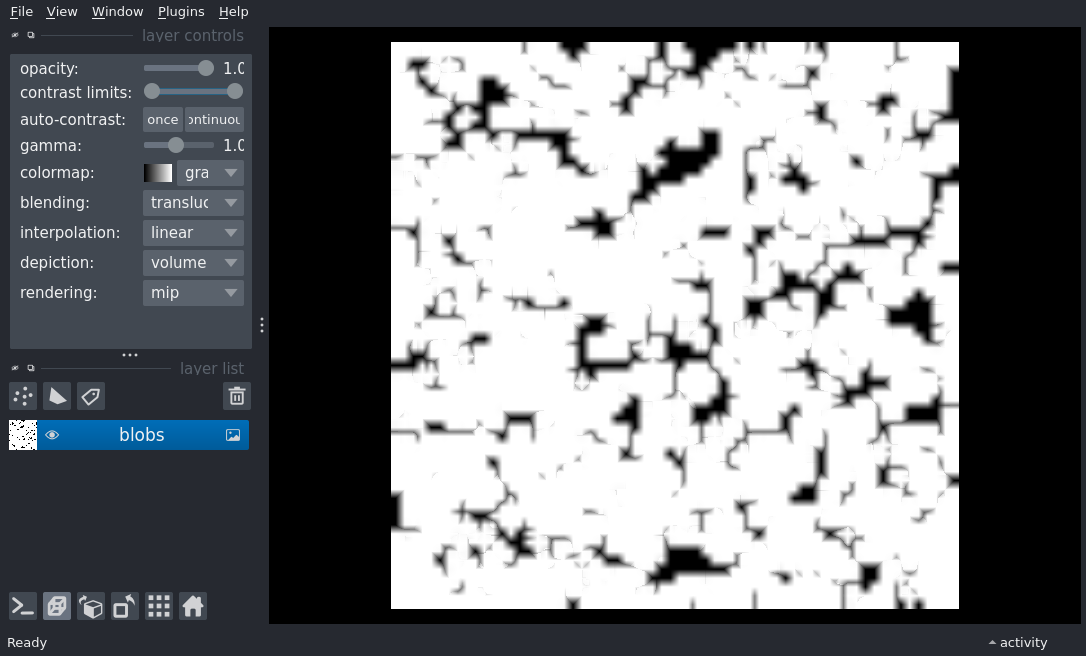 File View Window Plugins Help
layer controls
opacity: 1.0
contrast limits:
auto-contrast: once ontinuou
gamma: 1.0
colormap: gra
blending: transluc
interpolation: linear
depiction: volume
rendering: mip
layer list
blobs
Ready
activity